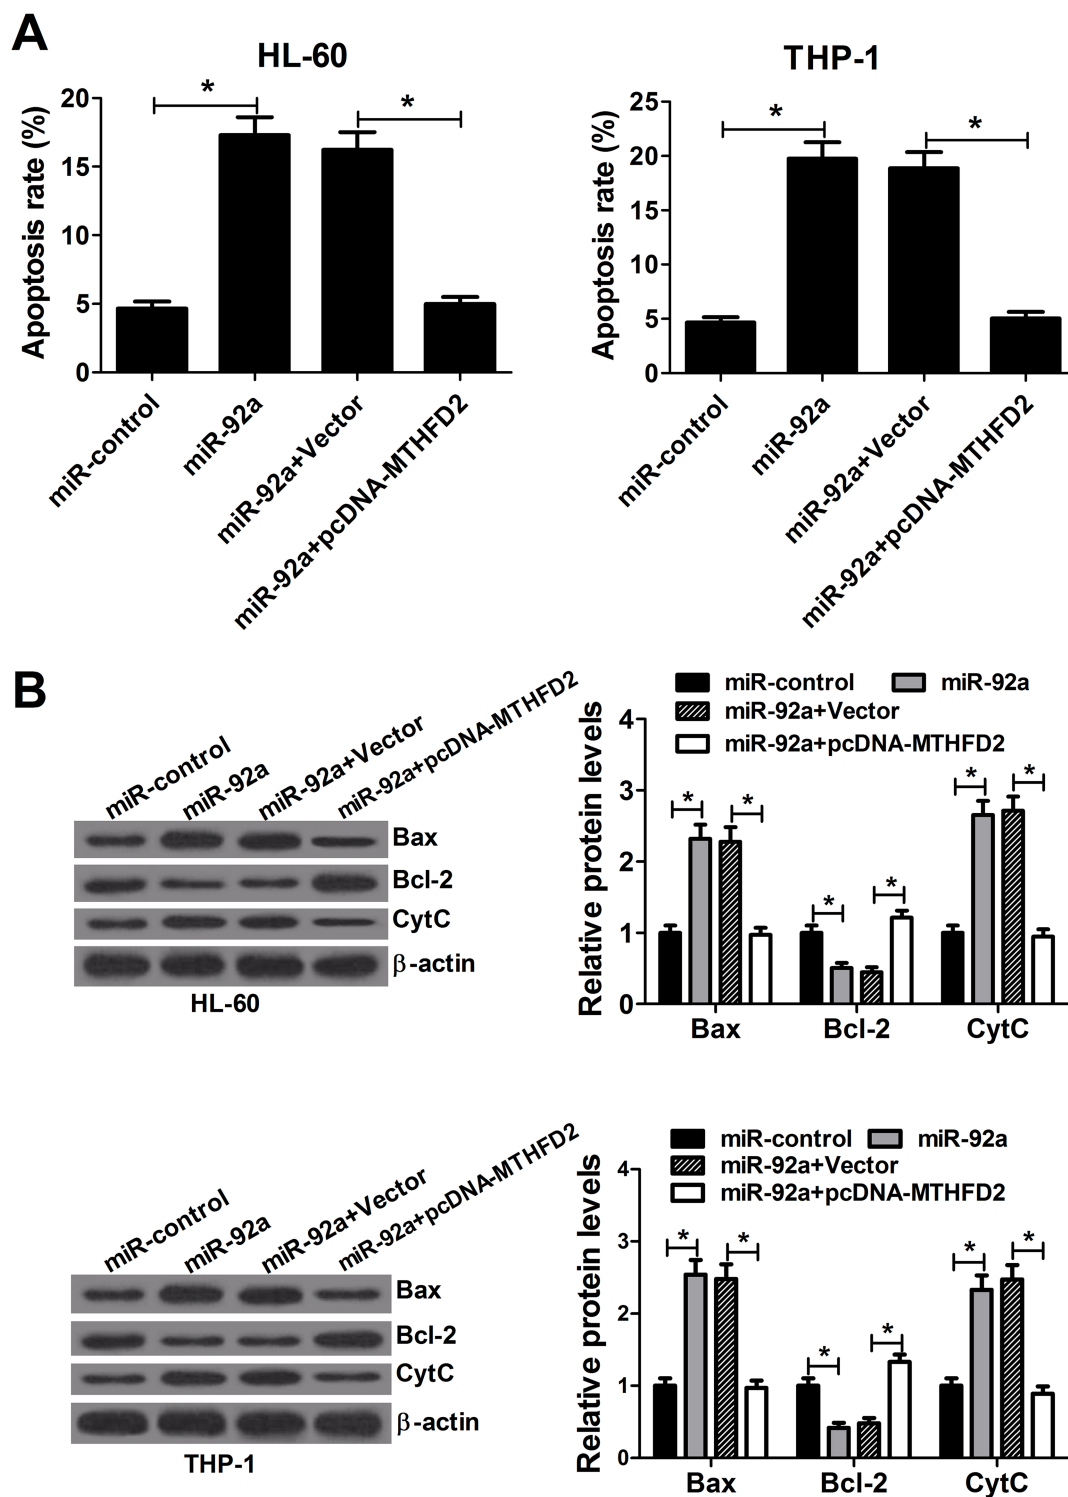 A
HL-60
Apoptosis rate (%)
20
15
10
5
0
*
*
miR-control
miR-92a
miR-92a+Vector
miR-92a+pcDNA-MTHFD2
THP-1
Apoptosis rate (%)
25
20
15
10
5
0
*
*
miR-control
miR-92a
miR-92a+Vector
miR-92a+pcDNA-MTHFD2
B
miR-control
miR-92a
miR-92a+Vector
miR-92a+pcDNA-MTHFD2
Bax
Bcl-2
CytC
β-actin
HL-60
miR-control miR-92a
miR-92a+Vector
miR-92a+pcDNA-MTHFD2
Relative protein levels
4
3
2
1
0
* *
* *
* *
Bax Bcl-2 CytC
miR-control
miR-92a
miR-92a+Vector
miR-92a+pcDNA-MTHFD2
Bax
Bcl-2
CytC
β-actin
THP-1
miR-control miR-92a
miR-92a+Vector
miR-92a+pcDNA-MTHFD2
Relative protein levels
4
3
2
1
0
* *
* *
* *
Bax Bcl-2 CytC